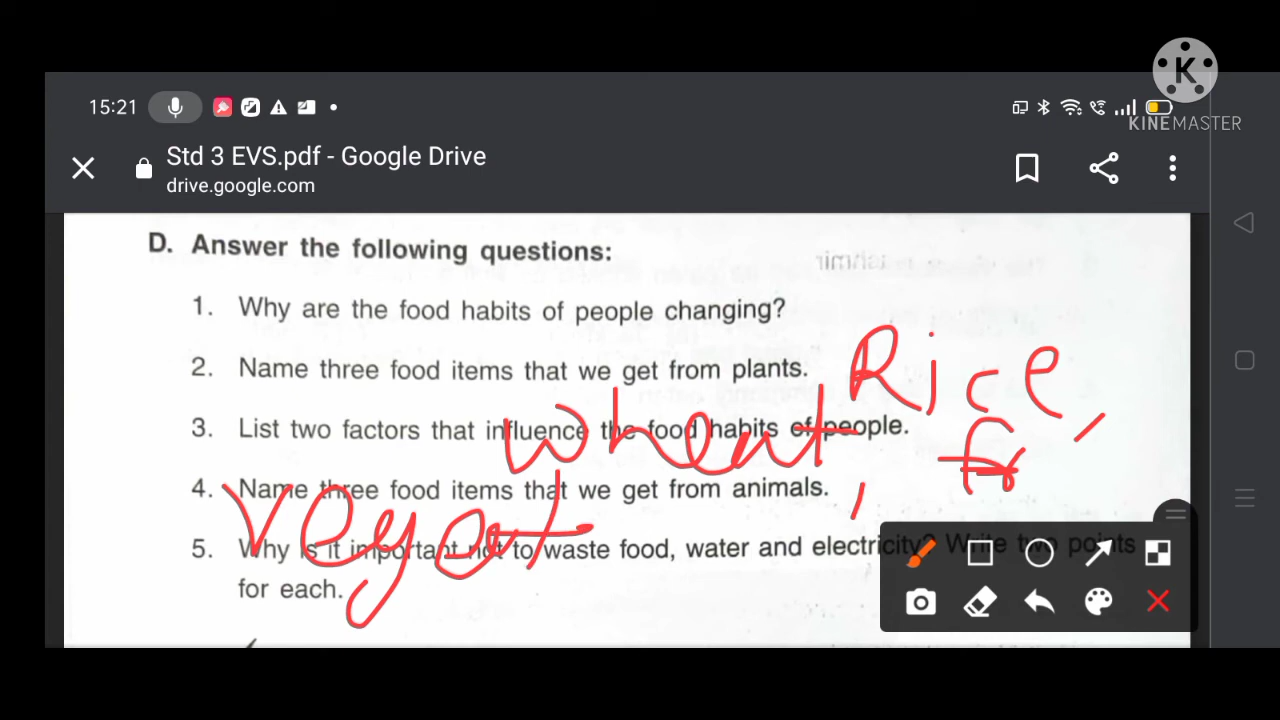 15:21
KINEMASTER
Std 3 EVS.pdf - Google Drive
drive.google.com
D. Answer the following questions:
1. Why are the food habits of people changing?
2. Name three food items that we get from plants.
Rice,
3. List two factors that influence the food habits of people.
wheat,
4. Name three food items that we get from animals.
Veget
5. Why is it important not to waste food, water and electricity? Write two points
for each.